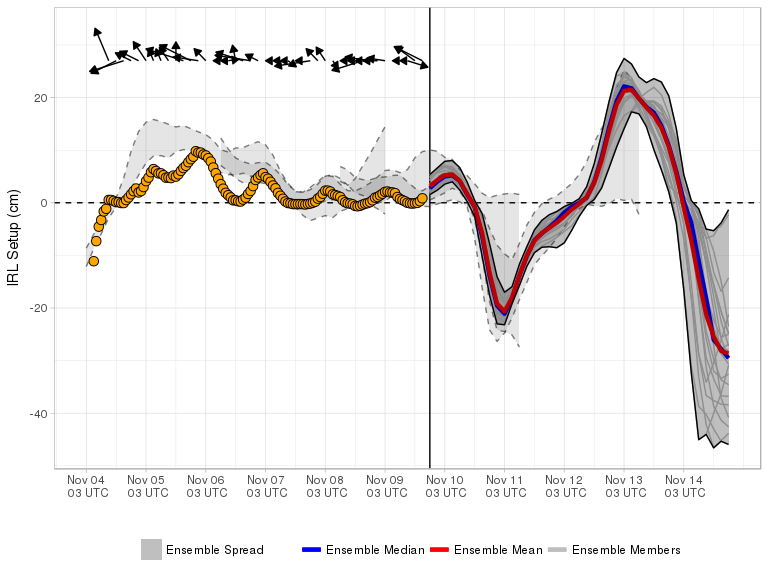 IRL Setup (cm)
20
0
-20
-40
Nov 04 Nov 05 Nov 06 Nov 07 Nov 08 Nov 09 Nov 10 Nov 11 Nov 12 Nov 13 Nov 14
03 UTC 03 UTC 03 UTC 03 UTC 03 UTC 03 UTC 03 UTC 03 UTC 03 UTC 03 UTC 03 UTC
Ensemble Spread Ensemble Median Ensemble Mean Ensemble Members